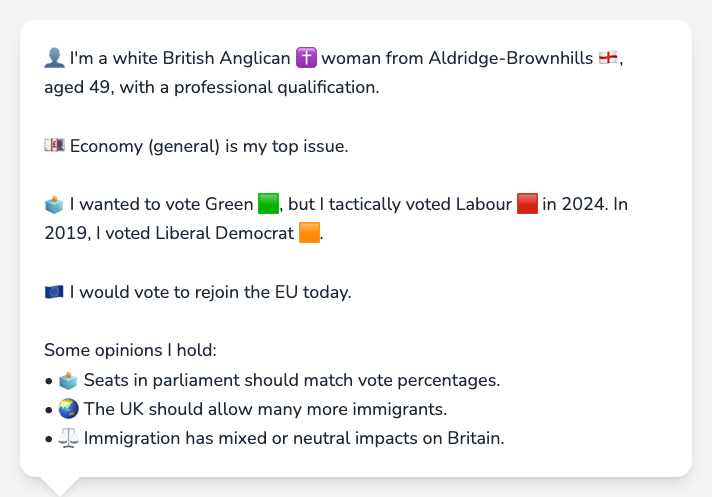 👤 I'm a white British Anglican ✝️ woman from Aldridge-Brownhills 🏴󠁧󠁢󠁥󠁮󠁧󠁿,
aged 49, with a professional qualification.
💷 Economy (general) is my top issue.
🗳️ I wanted to vote Green 🟩, but I tactically voted Labour 🟥 in 2024. In
2019, I voted Liberal Democrat 🟧.
🇪🇺 I would vote to rejoin the EU today.
Some opinions I hold:
• 🗳️ Seats in parliament should match vote percentages.
• 🌏 The UK should allow many more immigrants.
• ⚖️ Immigration has mixed or neutral impacts on Britain.